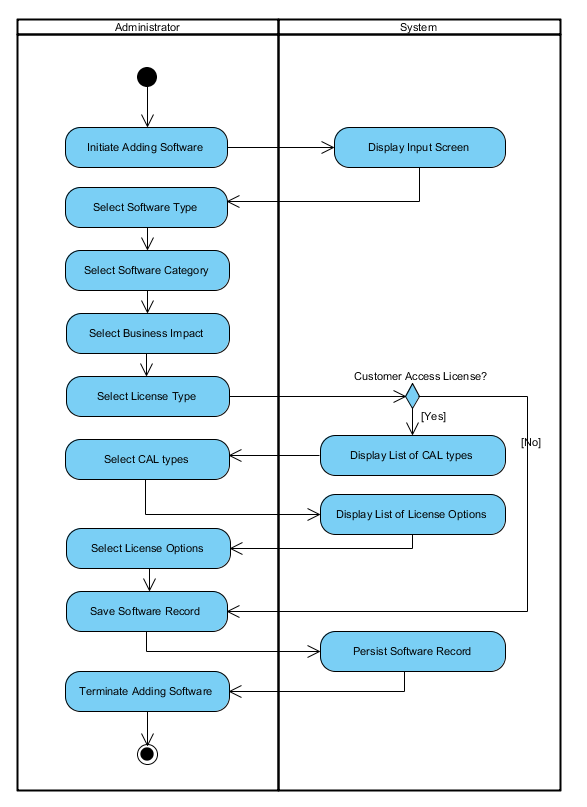 Administrator
System
Initiate Adding Software
Display Input Screen
Select Software Type
Select Software Category
Select Business Impact
Customer Access License?
Select License Type
[Yes]
[No]
Select CAL types
Display List of CAL types
Display List of License Options
Select License Options
Save Software Record
Persist Software Record
Terminate Adding Software